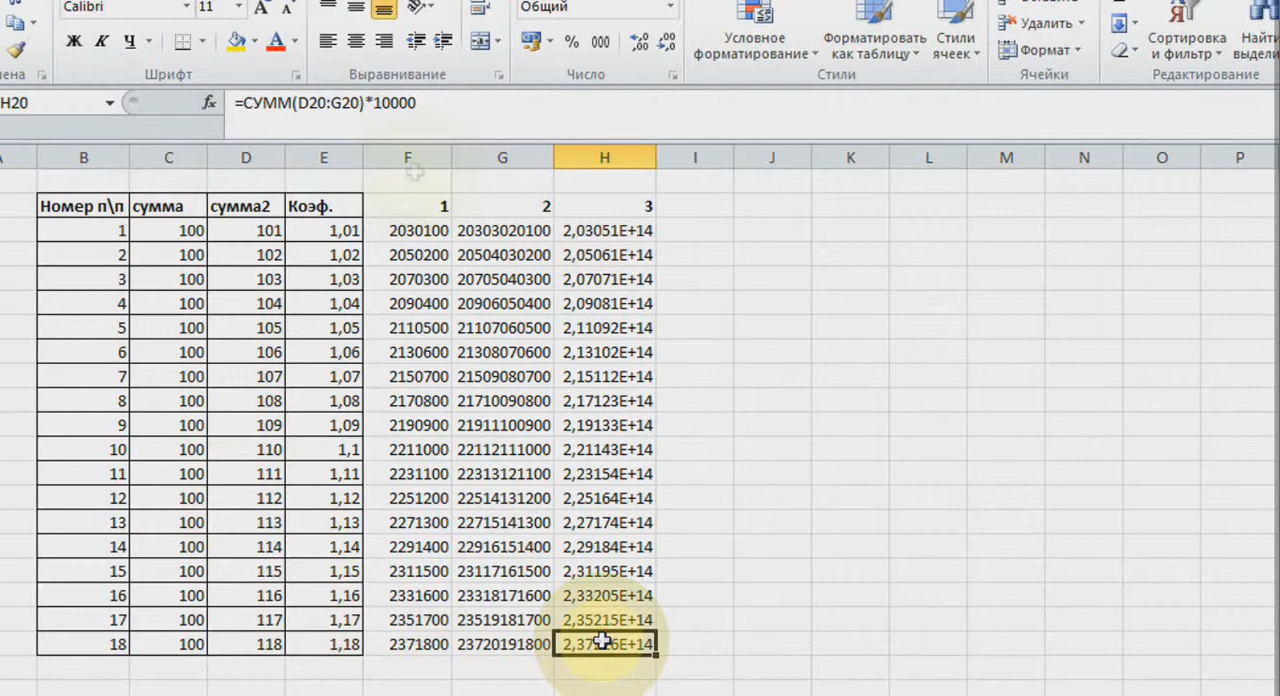 Calibri 11 Общий
Ж К Ч
% 000
Условное форматирование
Форматировать как таблицу
Стили ячеек
Удалить
Формат
Сортировка и фильтр
Шрифт Выравнивание Число Стили Ячейки Редактирование
H20 fx =СУММ(D20:G20)*10000
B C D E F G H I J K L M N O P
Номер п\п сумма сумма2 Коэф. 1 2 3
1 100 101 1,01 2030100 20303020100 2,03051E+14
2 100 102 1,02 2050200 20504030200 2,05061E+14
3 100 103 1,03 2070300 20705040300 2,07071E+14
4 100 104 1,04 2090400 20906050400 2,09081E+14
5 100 105 1,05 2110500 21107060500 2,11092E+14
6 100 106 1,06 2130600 21308070600 2,13102E+14
7 100 107 1,07 2150700 21509080700 2,15112E+14
8 100 108 1,08 2170800 21710090800 2,17123E+14
9 100 109 1,09 2190900 21911100900 2,19133E+14
10 100 110 1,1 2211000 22112111000 2,21143E+14
11 100 111 1,11 2231100 22313121100 2,23154E+14
12 100 112 1,12 2251200 22514131200 2,25164E+14
13 100 113 1,13 2271300 22715141300 2,27174E+14
14 100 114 1,14 2291400 22916151400 2,29184E+14
15 100 115 1,15 2311500 23117161500 2,31195E+14
16 100 116 1,16 2331600 23318171600 2,33205E+14
17 100 117 1,17 2351700 23519181700 2,35215E+14
18 100 118 1,18 2371800 23720191800